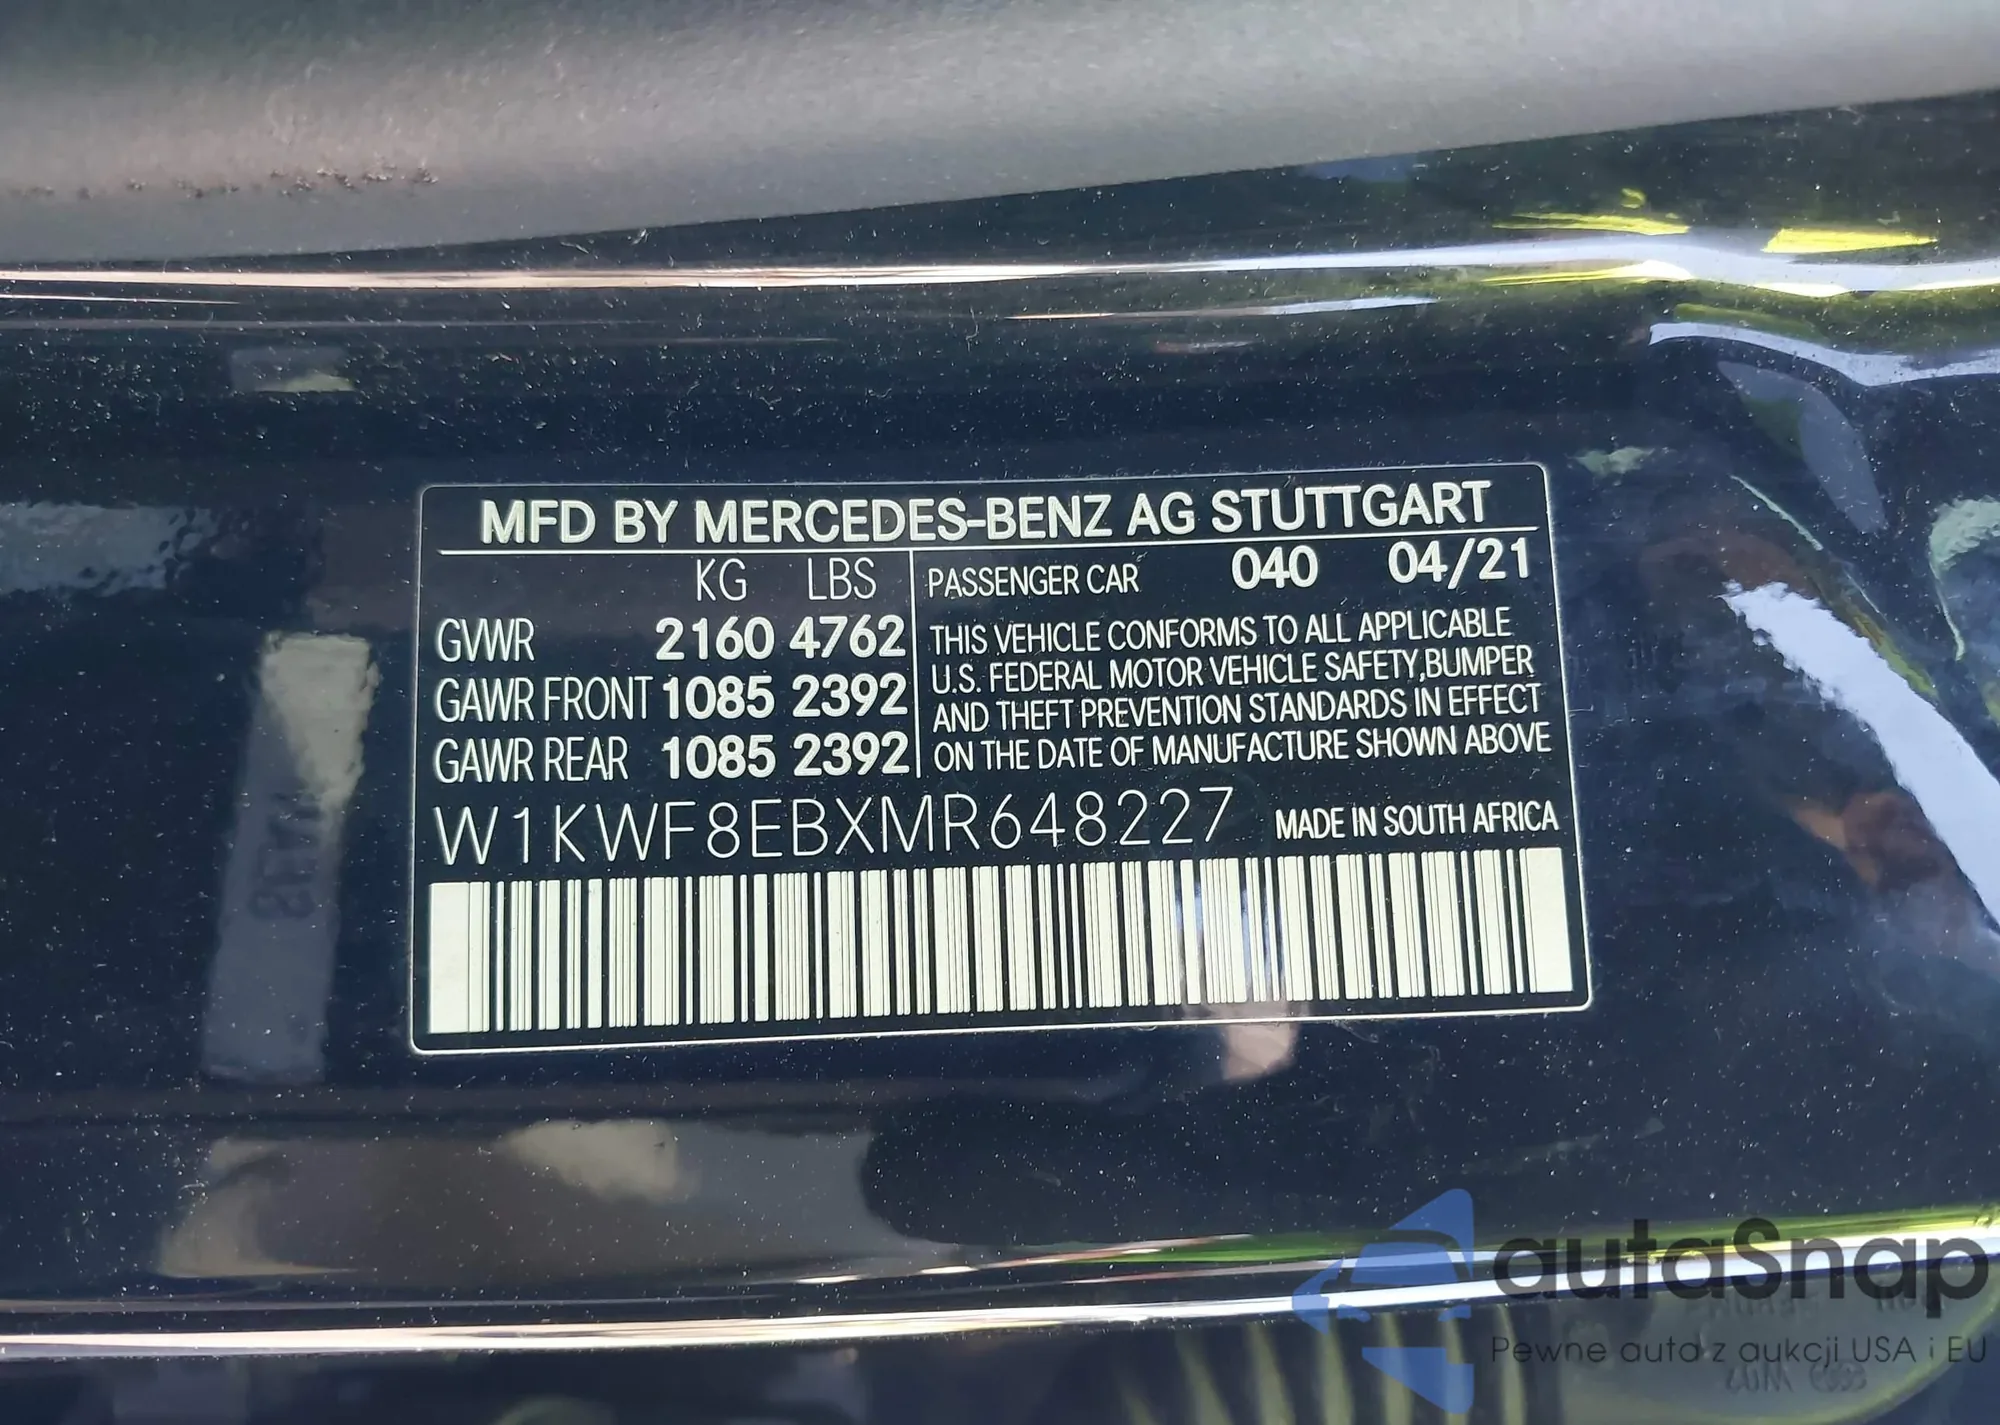 MFD BY MERCEDES-BENZ AG STUTTGART
KG LBS
GVWR 2160 4762
GAWR FRONT 1085 2392
GAWR REAR 1085 2392
PASSENGER CAR 040 04/21
THIS VEHICLE CONFORMS TO ALL APPLICABLE
U.S. FEDERAL MOTOR VEHICLE SAFETY,BUMPER
AND THEFT PREVENTION STANDARDS IN EFFECT
ON THE DATE OF MANUFACTURE SHOWN ABOVE
W1KWF8EBXMR648227 MADE IN SOUTH AFRICA
autaSnap
Pewne auta z aukcji USA i EU